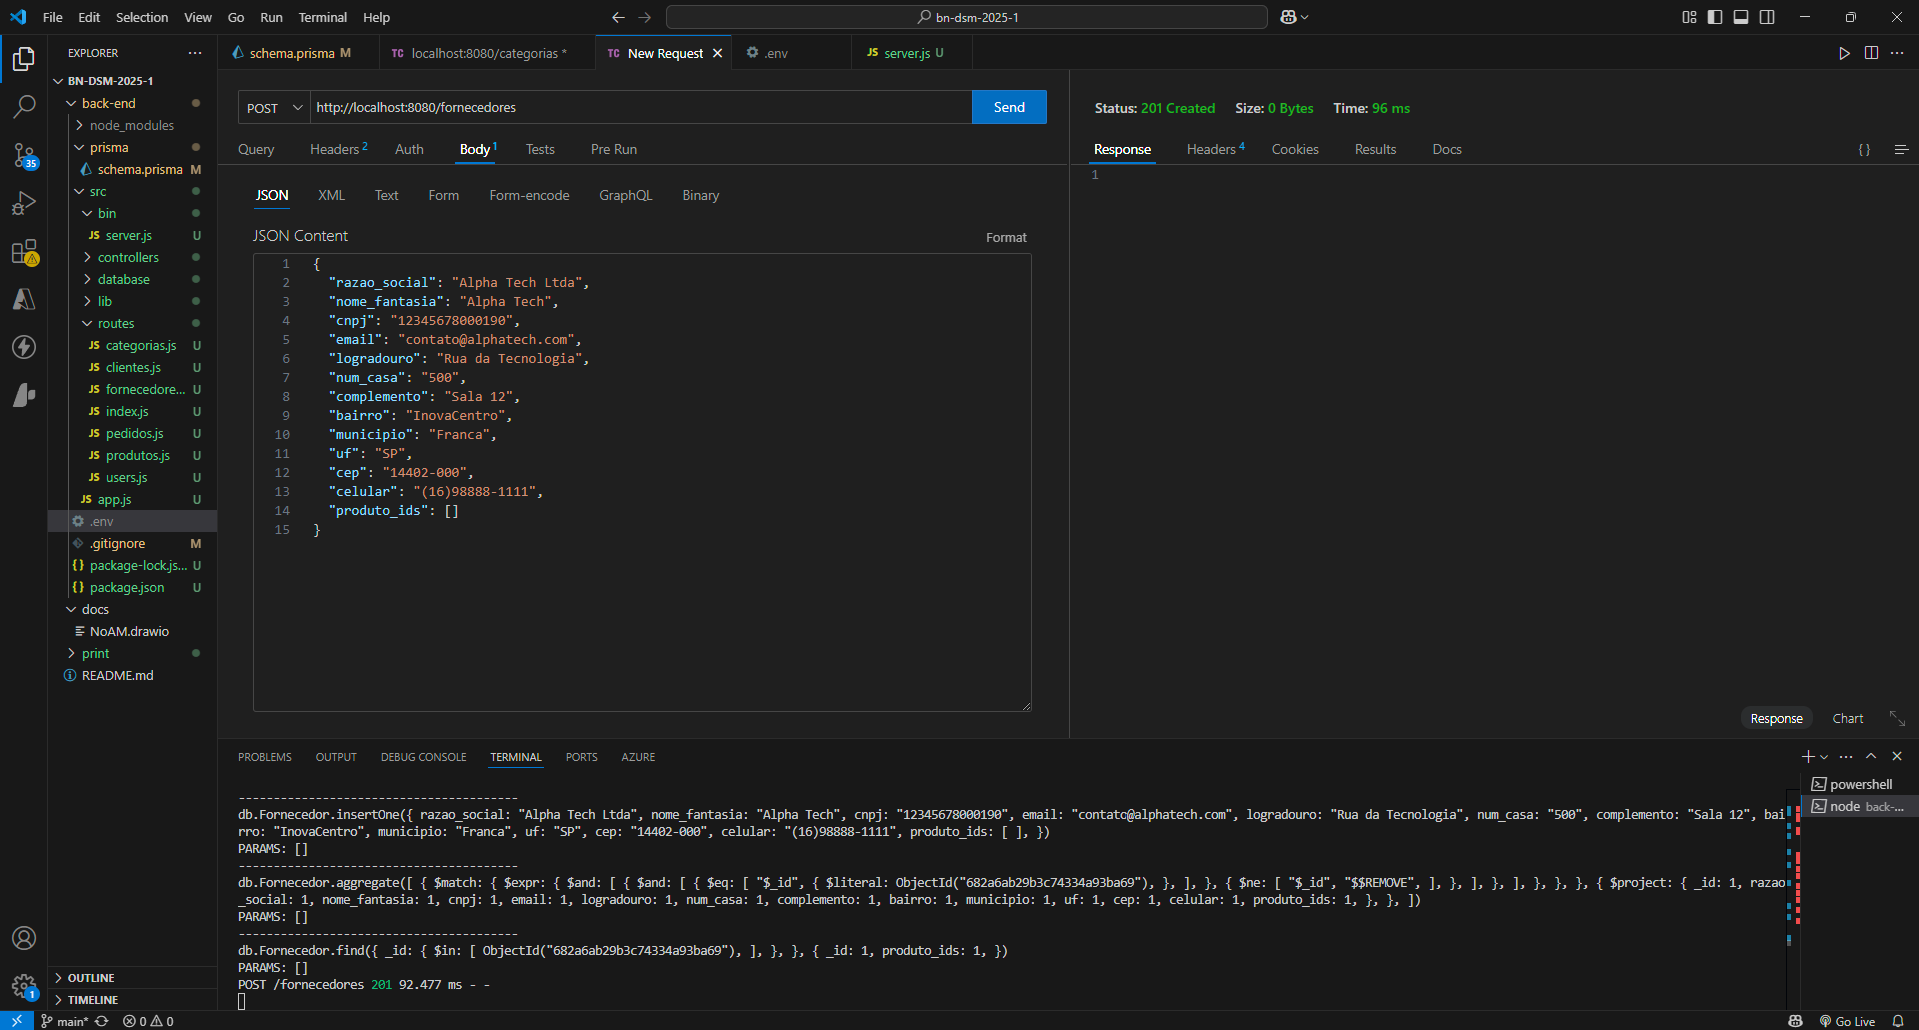 File Edit Selection View Go Run Terminal Help
bn-dsm-2025-1
EXPLORER
BN-DSM-2025-1
back-end
node_modules
prisma
schema.prisma M
src
bin
server.js U
controllers
database
lib
routes
categorias.js U
clientes.js U
fornecedore... U
index.js U
pedidos.js U
produtos.js U
users.js U
app.js U
.env
.gitignore M
package-lock.js... U
package.json U
docs
NoAM.drawio
print
README.md
OUTLINE
TIMELINE
35
1
schema.prisma M
TC localhost:8080/categorias *
TC New Request
.env
JS server.js U
POST http://localhost:8080/fornecedores Send
Query Headers 2 Auth Body 1 Tests Pre Run
JSON XML Text Form Form-encode GraphQL Binary
JSON Content
Format
1 {
2 "razao_social": "Alpha Tech Ltda",
3 "nome_fantasia": "Alpha Tech",
4 "cnpj": "12345678000190",
5 "email": "contato@alphatech.com",
6 "logradouro": "Rua da Tecnologia",
7 "num_casa": "500",
8 "complemento": "Sala 12",
9 "bairro": "InovaCentro",
10 "municipio": "Franca",
11 "uf": "SP",
12 "cep": "14402-000",
13 "celular": "(16)98888-1111",
14 "produto_ids": []
15 }
Status: 201 Created Size: 0 Bytes Time: 96 ms
Response Headers 4 Cookies Results Docs
{ }
1
Response Chart
PROBLEMS OUTPUT DEBUG CONSOLE TERMINAL PORTS AZURE
----------------------------------------
db.Fornecedor.insertOne({ razao_social: "Alpha Tech Ltda", nome_fantasia: "Alpha Tech", cnpj: "12345678000190", email: "contato@alphatech.com", logradouro: "Rua da Tecnologia", num_casa: "500", complemento: "Sala 12", bai
rro: "InovaCentro", municipio: "Franca", uf: "SP", cep: "14402-000", celular: "(16)98888-1111", produto_ids: [ ], })
PARAMS: []
----------------------------------------
db.Fornecedor.aggregate([ { $match: { $expr: { $and: [ { $and: [ { $eq: [ "$_id", { $literal: ObjectId("682a6ab29b3c74334a93ba69"), }, ], }, { $ne: [ "$_id", "$$REMOVE", ], }, ], }, ], }, }, }, { $project: { _id: 1, razao
_social: 1, nome_fantasia: 1, cnpj: 1, email: 1, logradouro: 1, num_casa: 1, complemento: 1, bairro: 1, municipio: 1, uf: 1, cep: 1, celular: 1, produto_ids: 1, }, }, ])
PARAMS: []
----------------------------------------
db.Fornecedor.find({ _id: { $in: [ ObjectId("682a6ab29b3c74334a93ba69"), ], }, }, { _id: 1, produto_ids: 1, })
PARAMS: []
POST /fornecedores 201 92.477 ms - -
powershell
node back-...
main* 0 0
Go Live